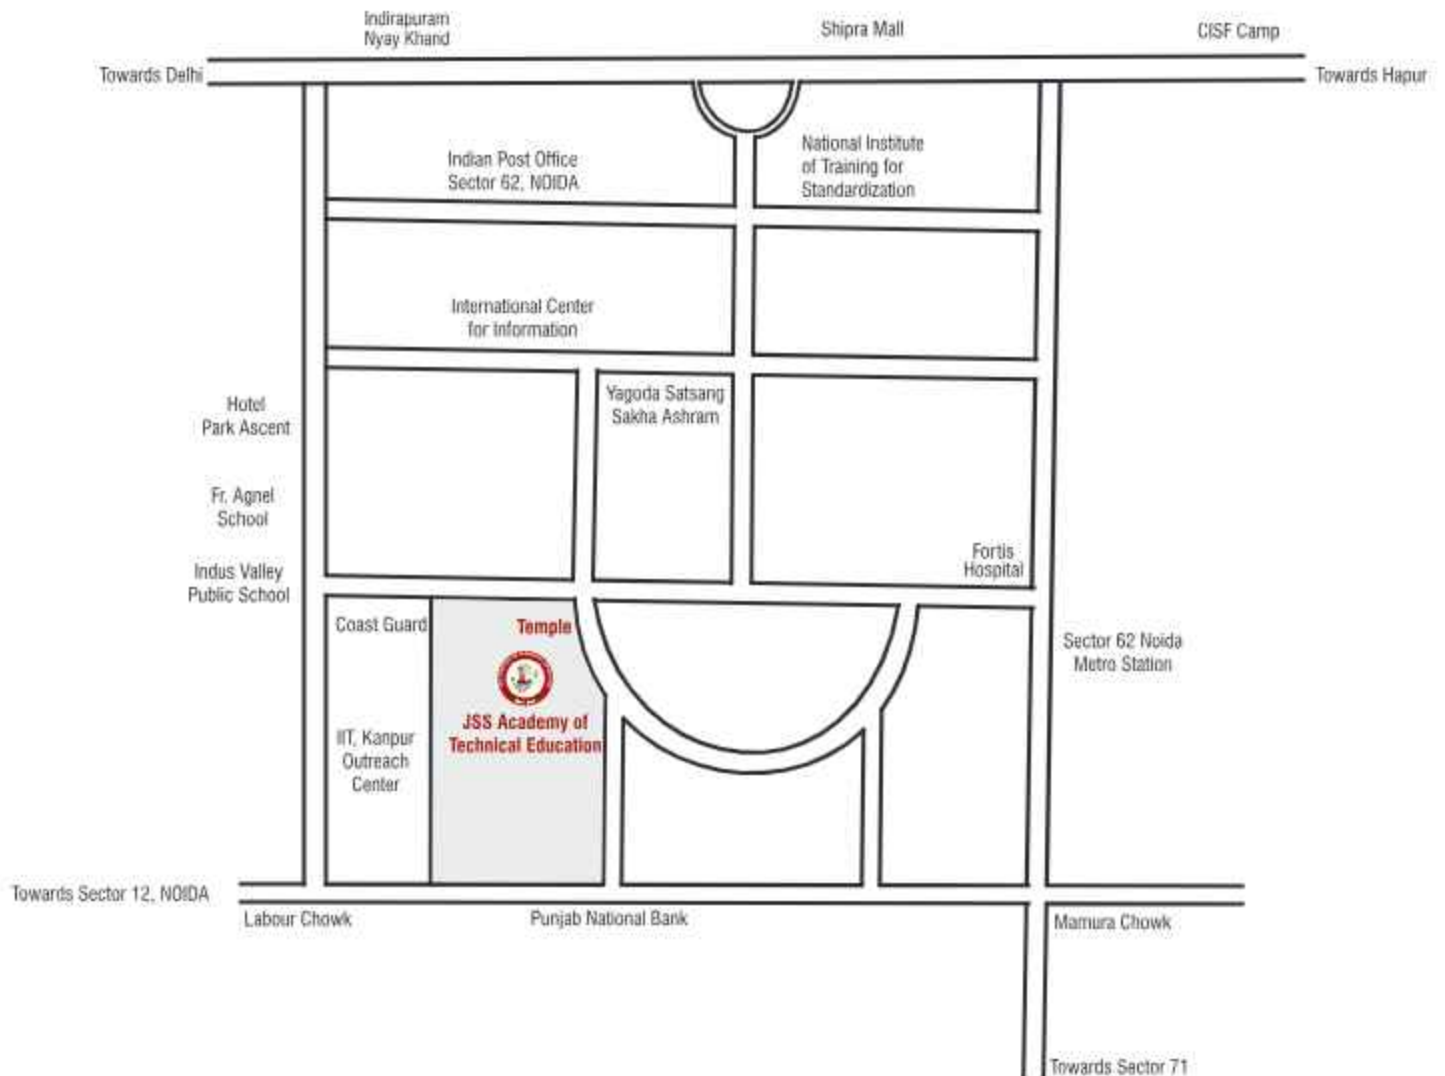 Indirapuram
Nyay Khand
Shipra Mall
CISF Camp
Towards Delhi
Towards Hapur
Indian Post Office
Sector 62, NOIDA
National Institute
of Training for
Standardization
International Center
for Information
Hotel
Park Ascent
Yagoda Satsang
Sakha Ashram
Fr. Agnel
School
Indus Valley
Public School
Fortis
Hospital
Coast Guard
Temple
JSS Academy of
Technical Education
IIT, Kanpur
Outreach
Center
Sector 62 Noida
Metro Station
Towards Sector 12, NOIDA
Labour Chowk
Punjab National Bank
Mamura Chowk
Towards Sector 71